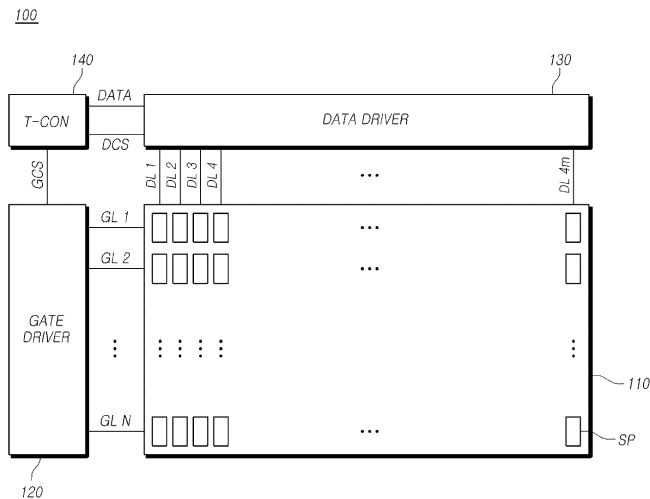 100
140
130
T-CON
DATA
DCS
DATA DRIVER
GCS
DL 1
DL 2
DL 3
DL 4
...
DL 4m
GL 1
...
GL 2
...
GATE
DRIVER
110
GL N
...
SP
120